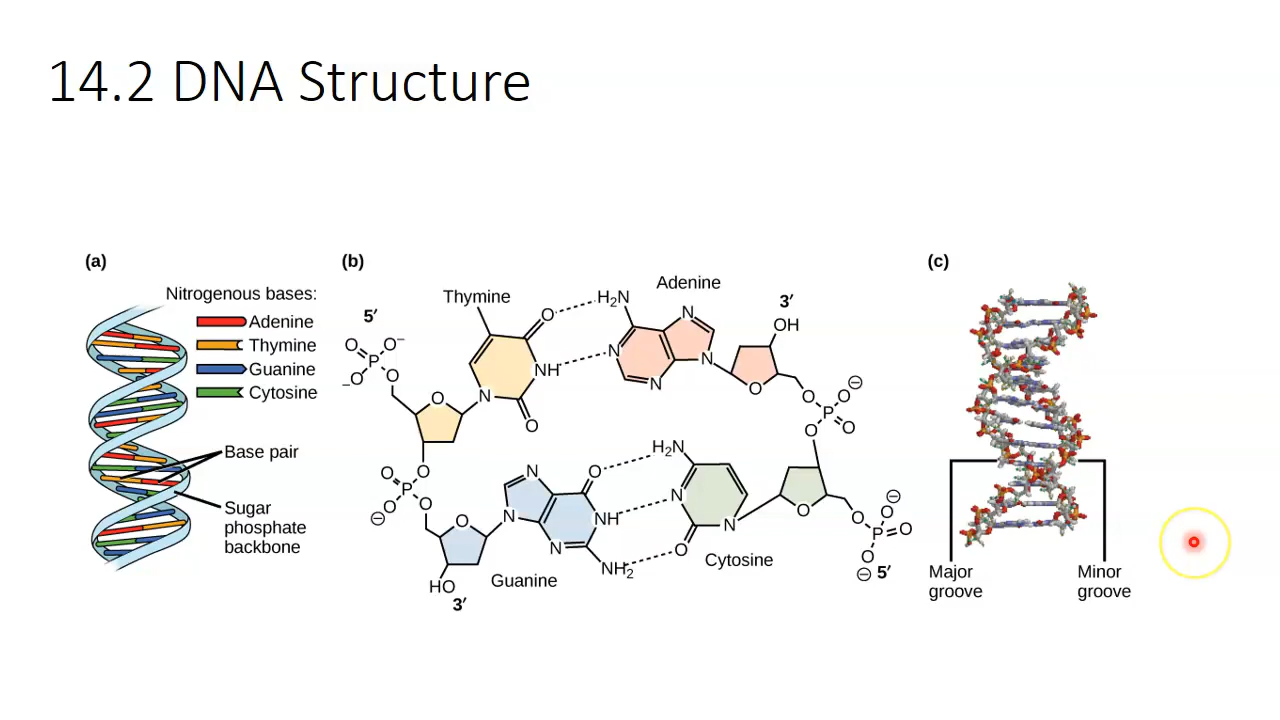 14.2 DNA Structure
(a)
Nitrogenous bases:
Adenine
Thymine
Guanine
Cytosine
Base pair
Sugar
phosphate
backbone
(b)
Thymine
Adenine
5′
3′
O
H₂N
OH
O
O⁻
P
⁻O
O
N
NH
N
N
N
N
O
O
O
O
O
O⁻
P
O
O
O
O
P
O
O
⊖
N
O
H₂N
NH
N
N
N
NH₂
O
N
O
O
HO
3′
Guanine
Cytosine
O
⊖
O
P
O
O
⊖
5′
(c)
Major
groove
Minor
groove